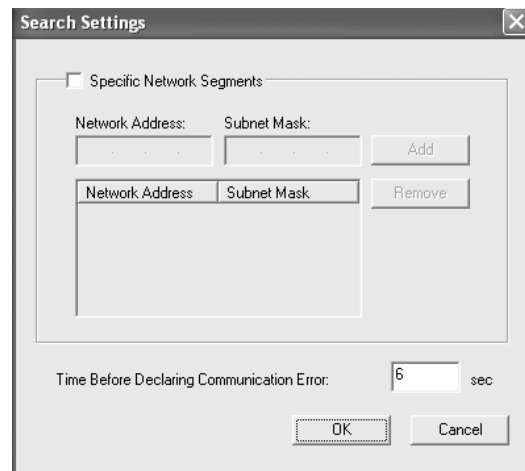 Search Settings
Specific Network Segments
Network Address: Subnet Mask:
Add
Network Address Subnet Mask
Remove
Time Before Declaring Communication Error: 6 sec
OK Cancel